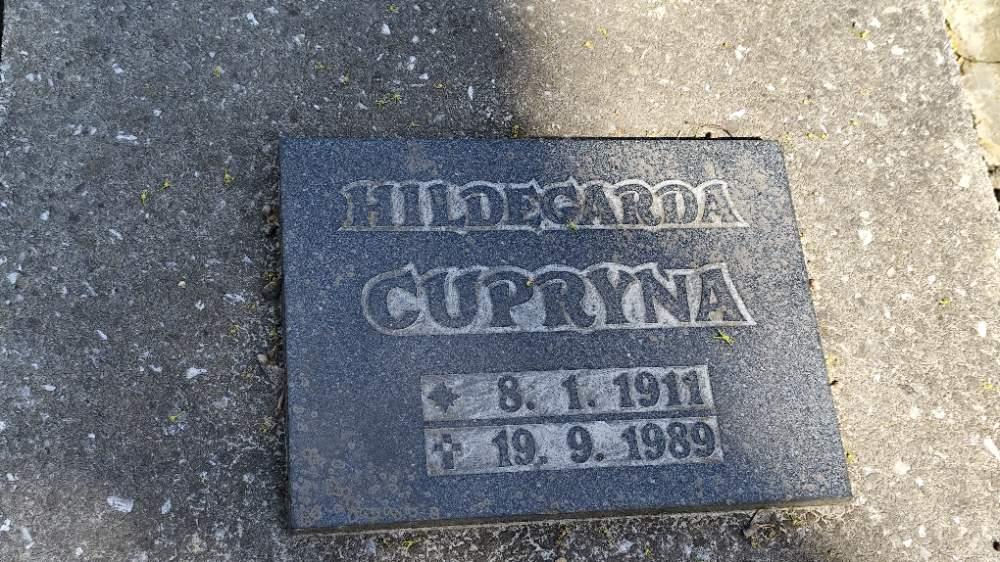 HILDEGARDA
CUPRYNA
8. 1. 1911
19. 9. 1989